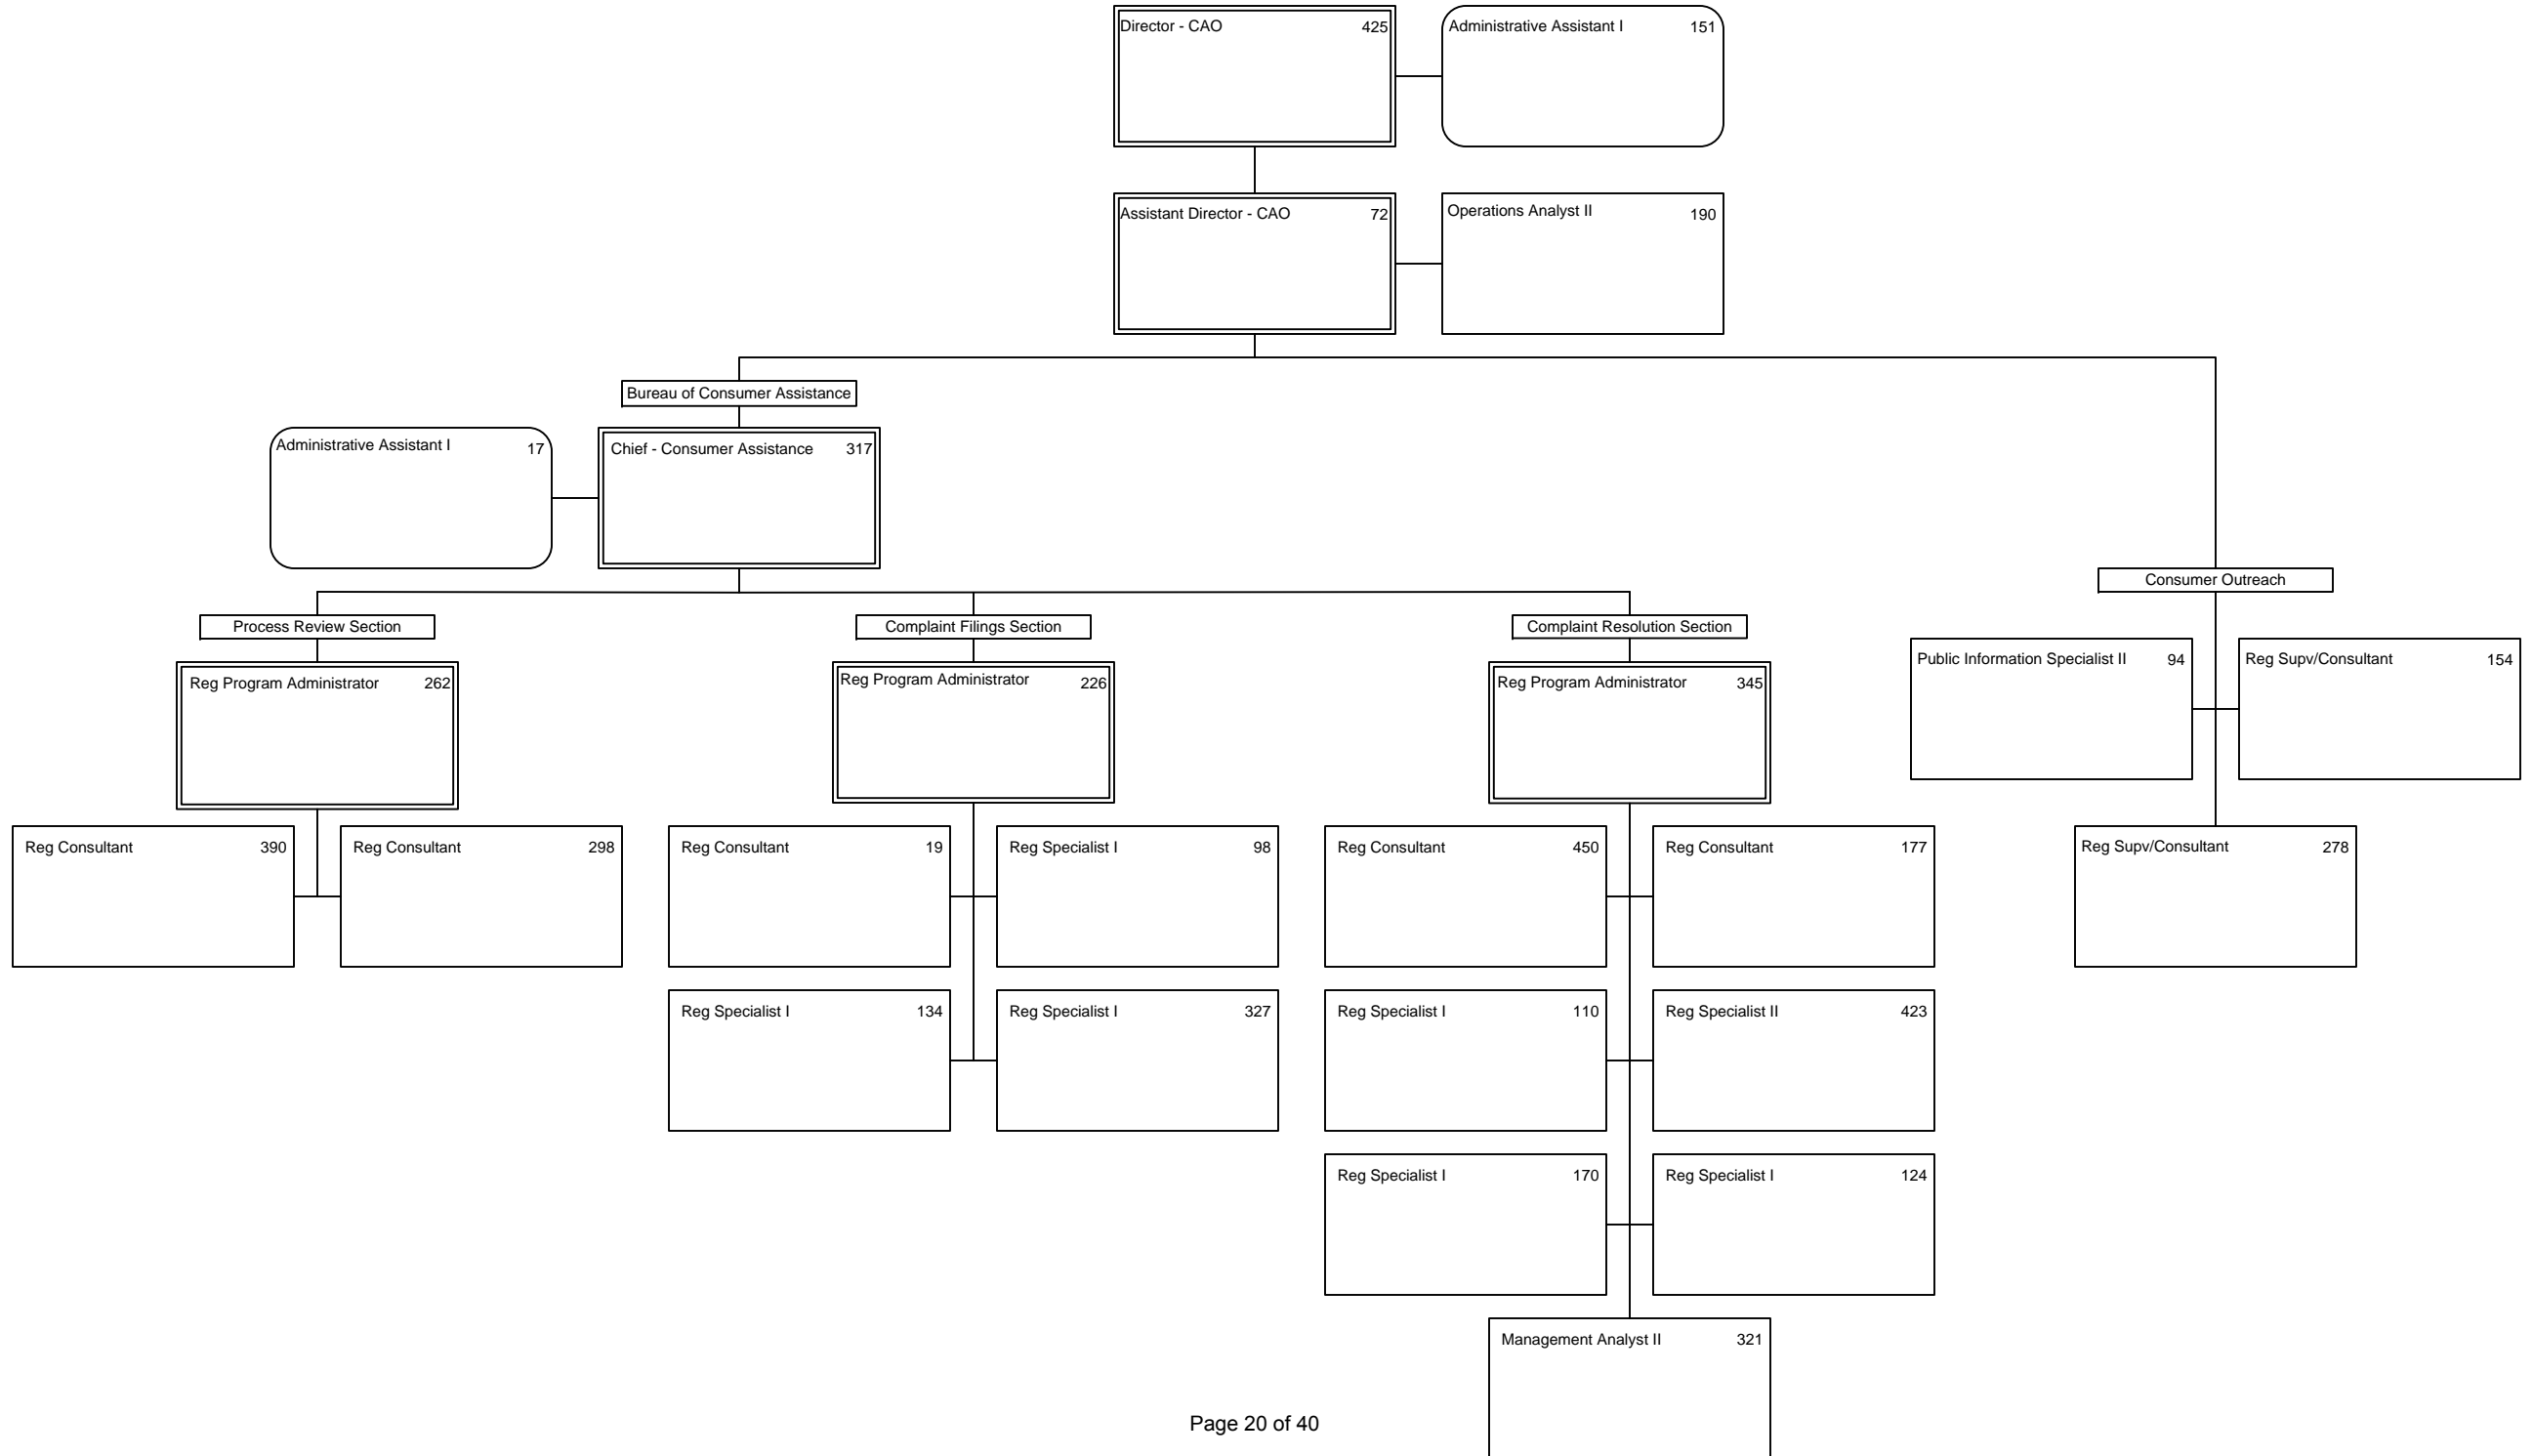 Director - CAO 425
Administrative Assistant I 151
Assistant Director - CAO 72
Operations Analyst II 190
Bureau of Consumer Assistance
Administrative Assistant I 17
Chief - Consumer Assistance 317
Consumer Outreach
Process Review Section
Complaint Filings Section
Complaint Resolution Section
Public Information Specialist II 94
Reg Supv/Consultant 154
Reg Program Administrator 262
Reg Program Administrator 226
Reg Program Administrator 345
Reg Consultant 390
Reg Consultant 298
Reg Consultant 19
Reg Specialist I 98
Reg Consultant 450
Reg Consultant 177
Reg Supv/Consultant 278
Reg Specialist I 134
Reg Specialist I 327
Reg Specialist I 110
Reg Specialist II 423
Reg Specialist I 170
Reg Specialist I 124
Management Analyst II 321
Page 20 of 40